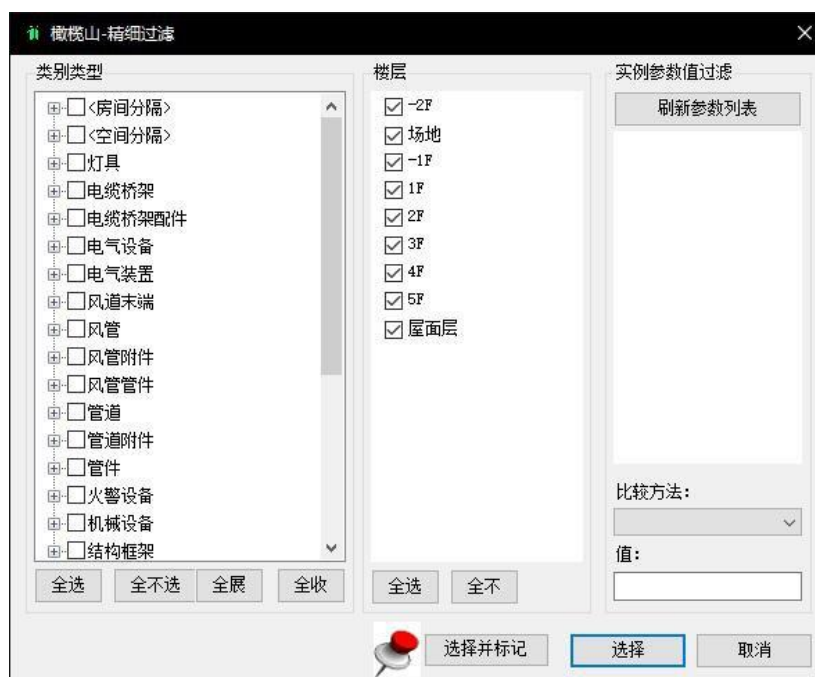 橄榄山-精细过滤
类别类型
<房间分隔>
<空间分隔>
灯具
电缆桥架
电缆桥架配件
电气设备
电气装置
风道末端
风管
风管附件
风管管件
管道
管道附件
管件
火警设备
机械设备
结构框架
全选 全不选 全展 全收
楼层
-2F
场地
-1F
1F
2F
3F
4F
5F
屋面层
全选 全不
实例参数值过滤
刷新参数列表
比较方法:
值:
选择并标记 选择 取消